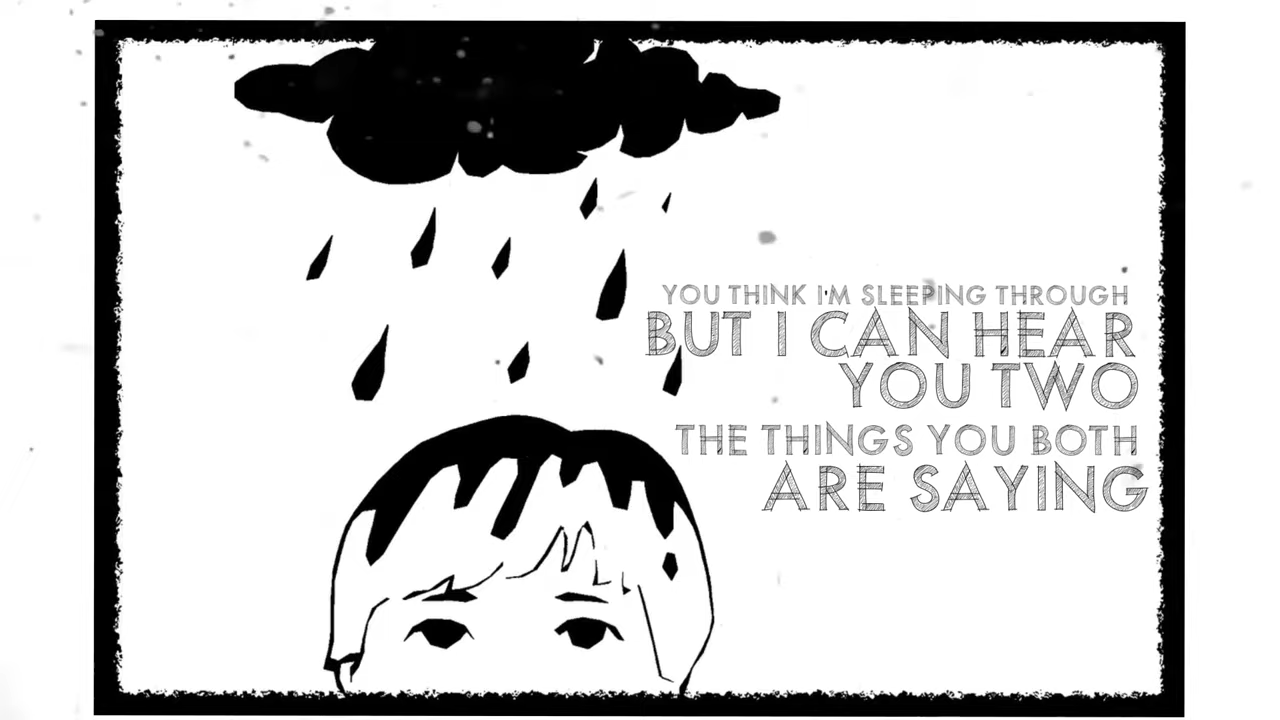 YOU THINK I'M SLEEPING THROUGH
BUT I CAN HEAR
YOU TWO
THE THINGS YOU BOTH
ARE SAYING